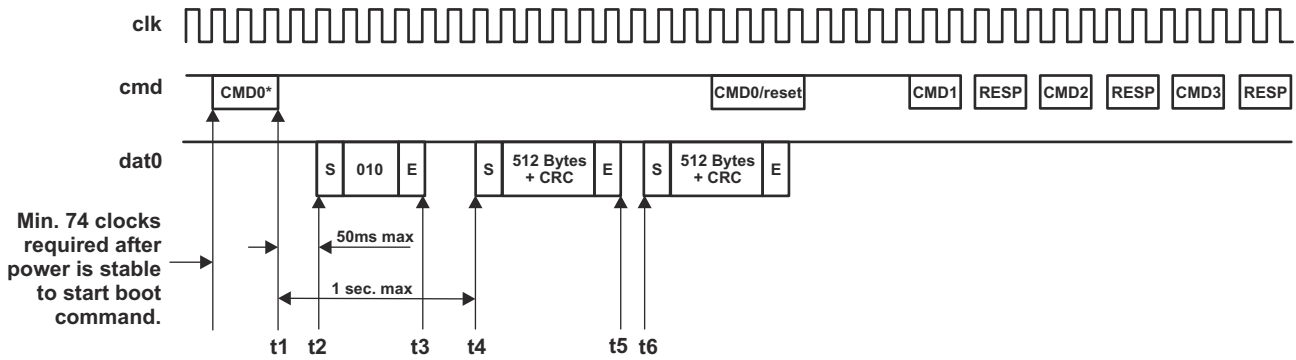 clk
cmd
CMD0*
CMD0/reset
CMD1
RESP
CMD2
RESP
CMD3
RESP
dat0
S
010
E
S
512 Bytes
+ CRC
E
S
512 Bytes
+ CRC
E
Min. 74 clocks
required after
power is stable
to start boot
command.
50ms max
1 sec. max
t1
t2
t3
t4
t5
t6